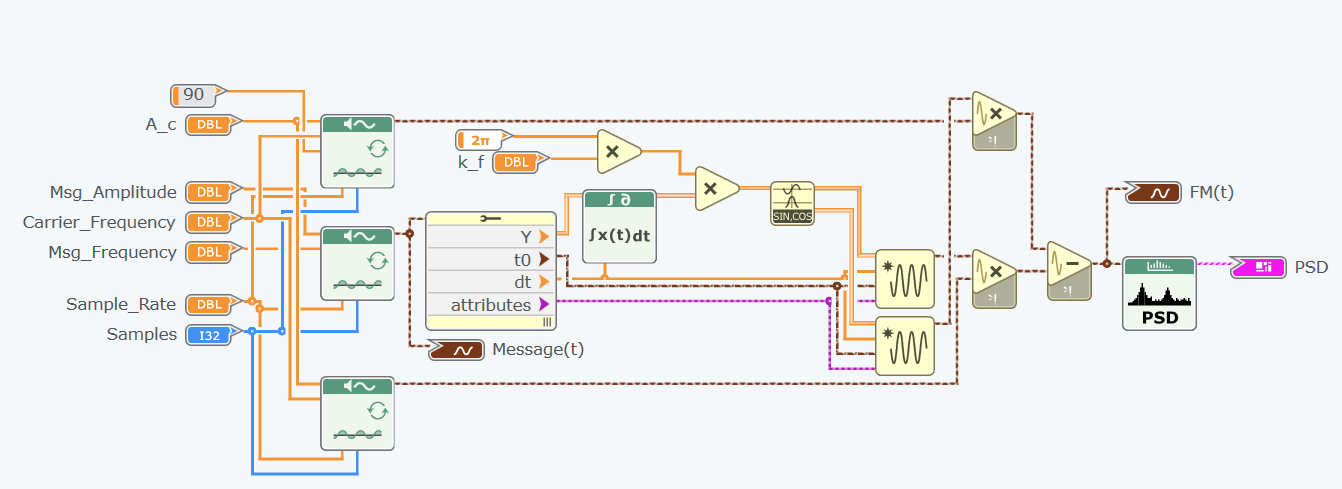 90
A_c
DBL
2π
k_f
DBL
Msg_Amplitude
DBL
Carrier_Frequency
DBL
Msg_Frequency
DBL
Sample_Rate
DBL
Samples
I32
Y
t0
dt
attributes
Message(t)
∫ ∂
∫x(t)dt
SIN,COS
FM(t)
PSD
PSD